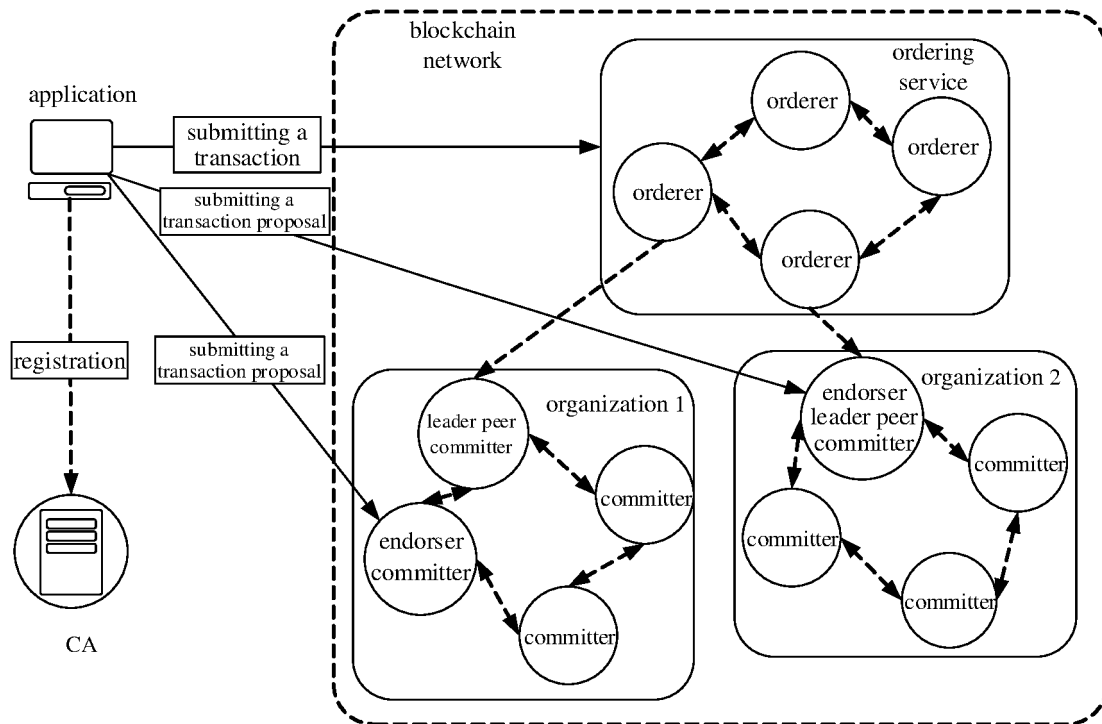 blockchain
network
ordering
service
application
submitting a
transaction
orderer
orderer
orderer
orderer
submitting a
transaction proposal
registration
submitting a
transaction proposal
organization 1
leader peer
committer
committer
endorser
committer
committer
organization 2
endorser
leader peer
committer
committer
committer
committer
CA